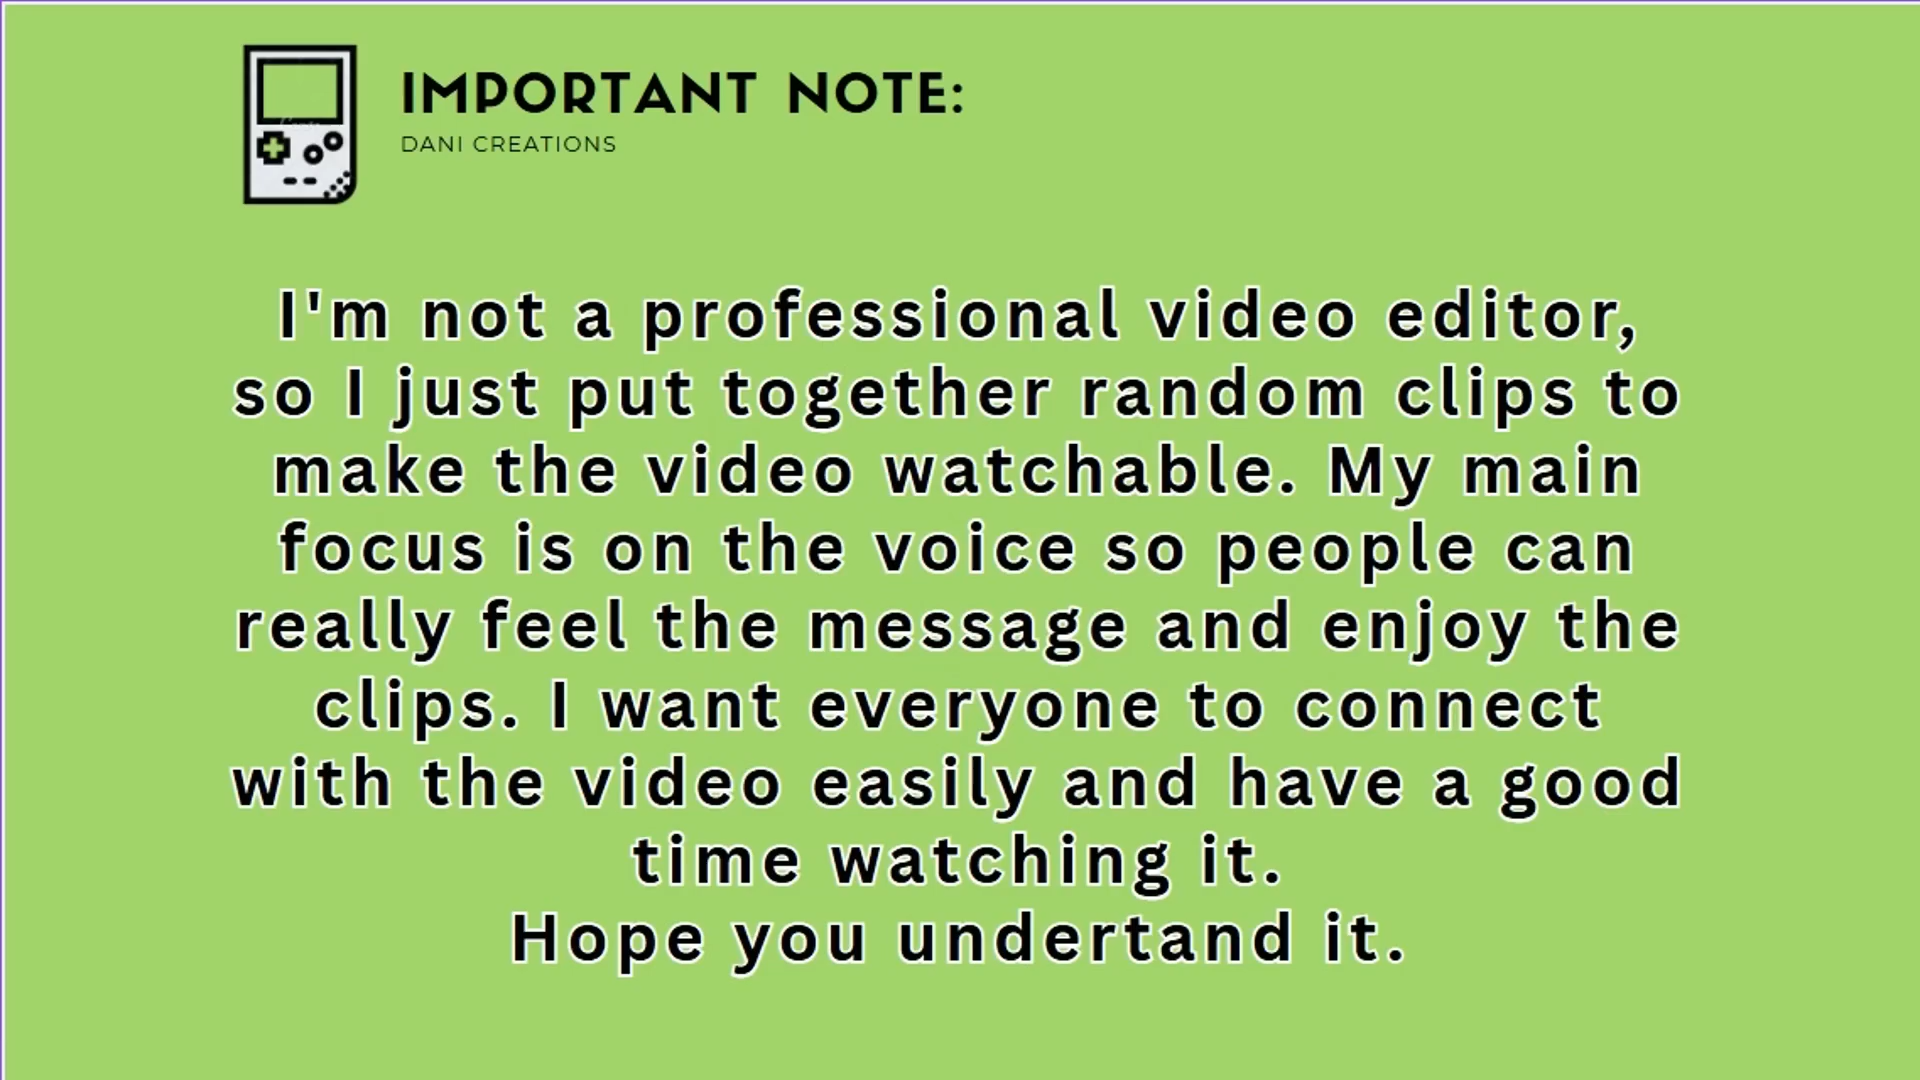 IMPORTANT NOTE:
DANI CREATIONS
I'm not a professional video editor,
so I just put together random clips to
make the video watchable. My main
focus is on the voice so people can
really feel the message and enjoy the
clips. I want everyone to connect
with the video easily and have a good
time watching it.
Hope you undertand it.